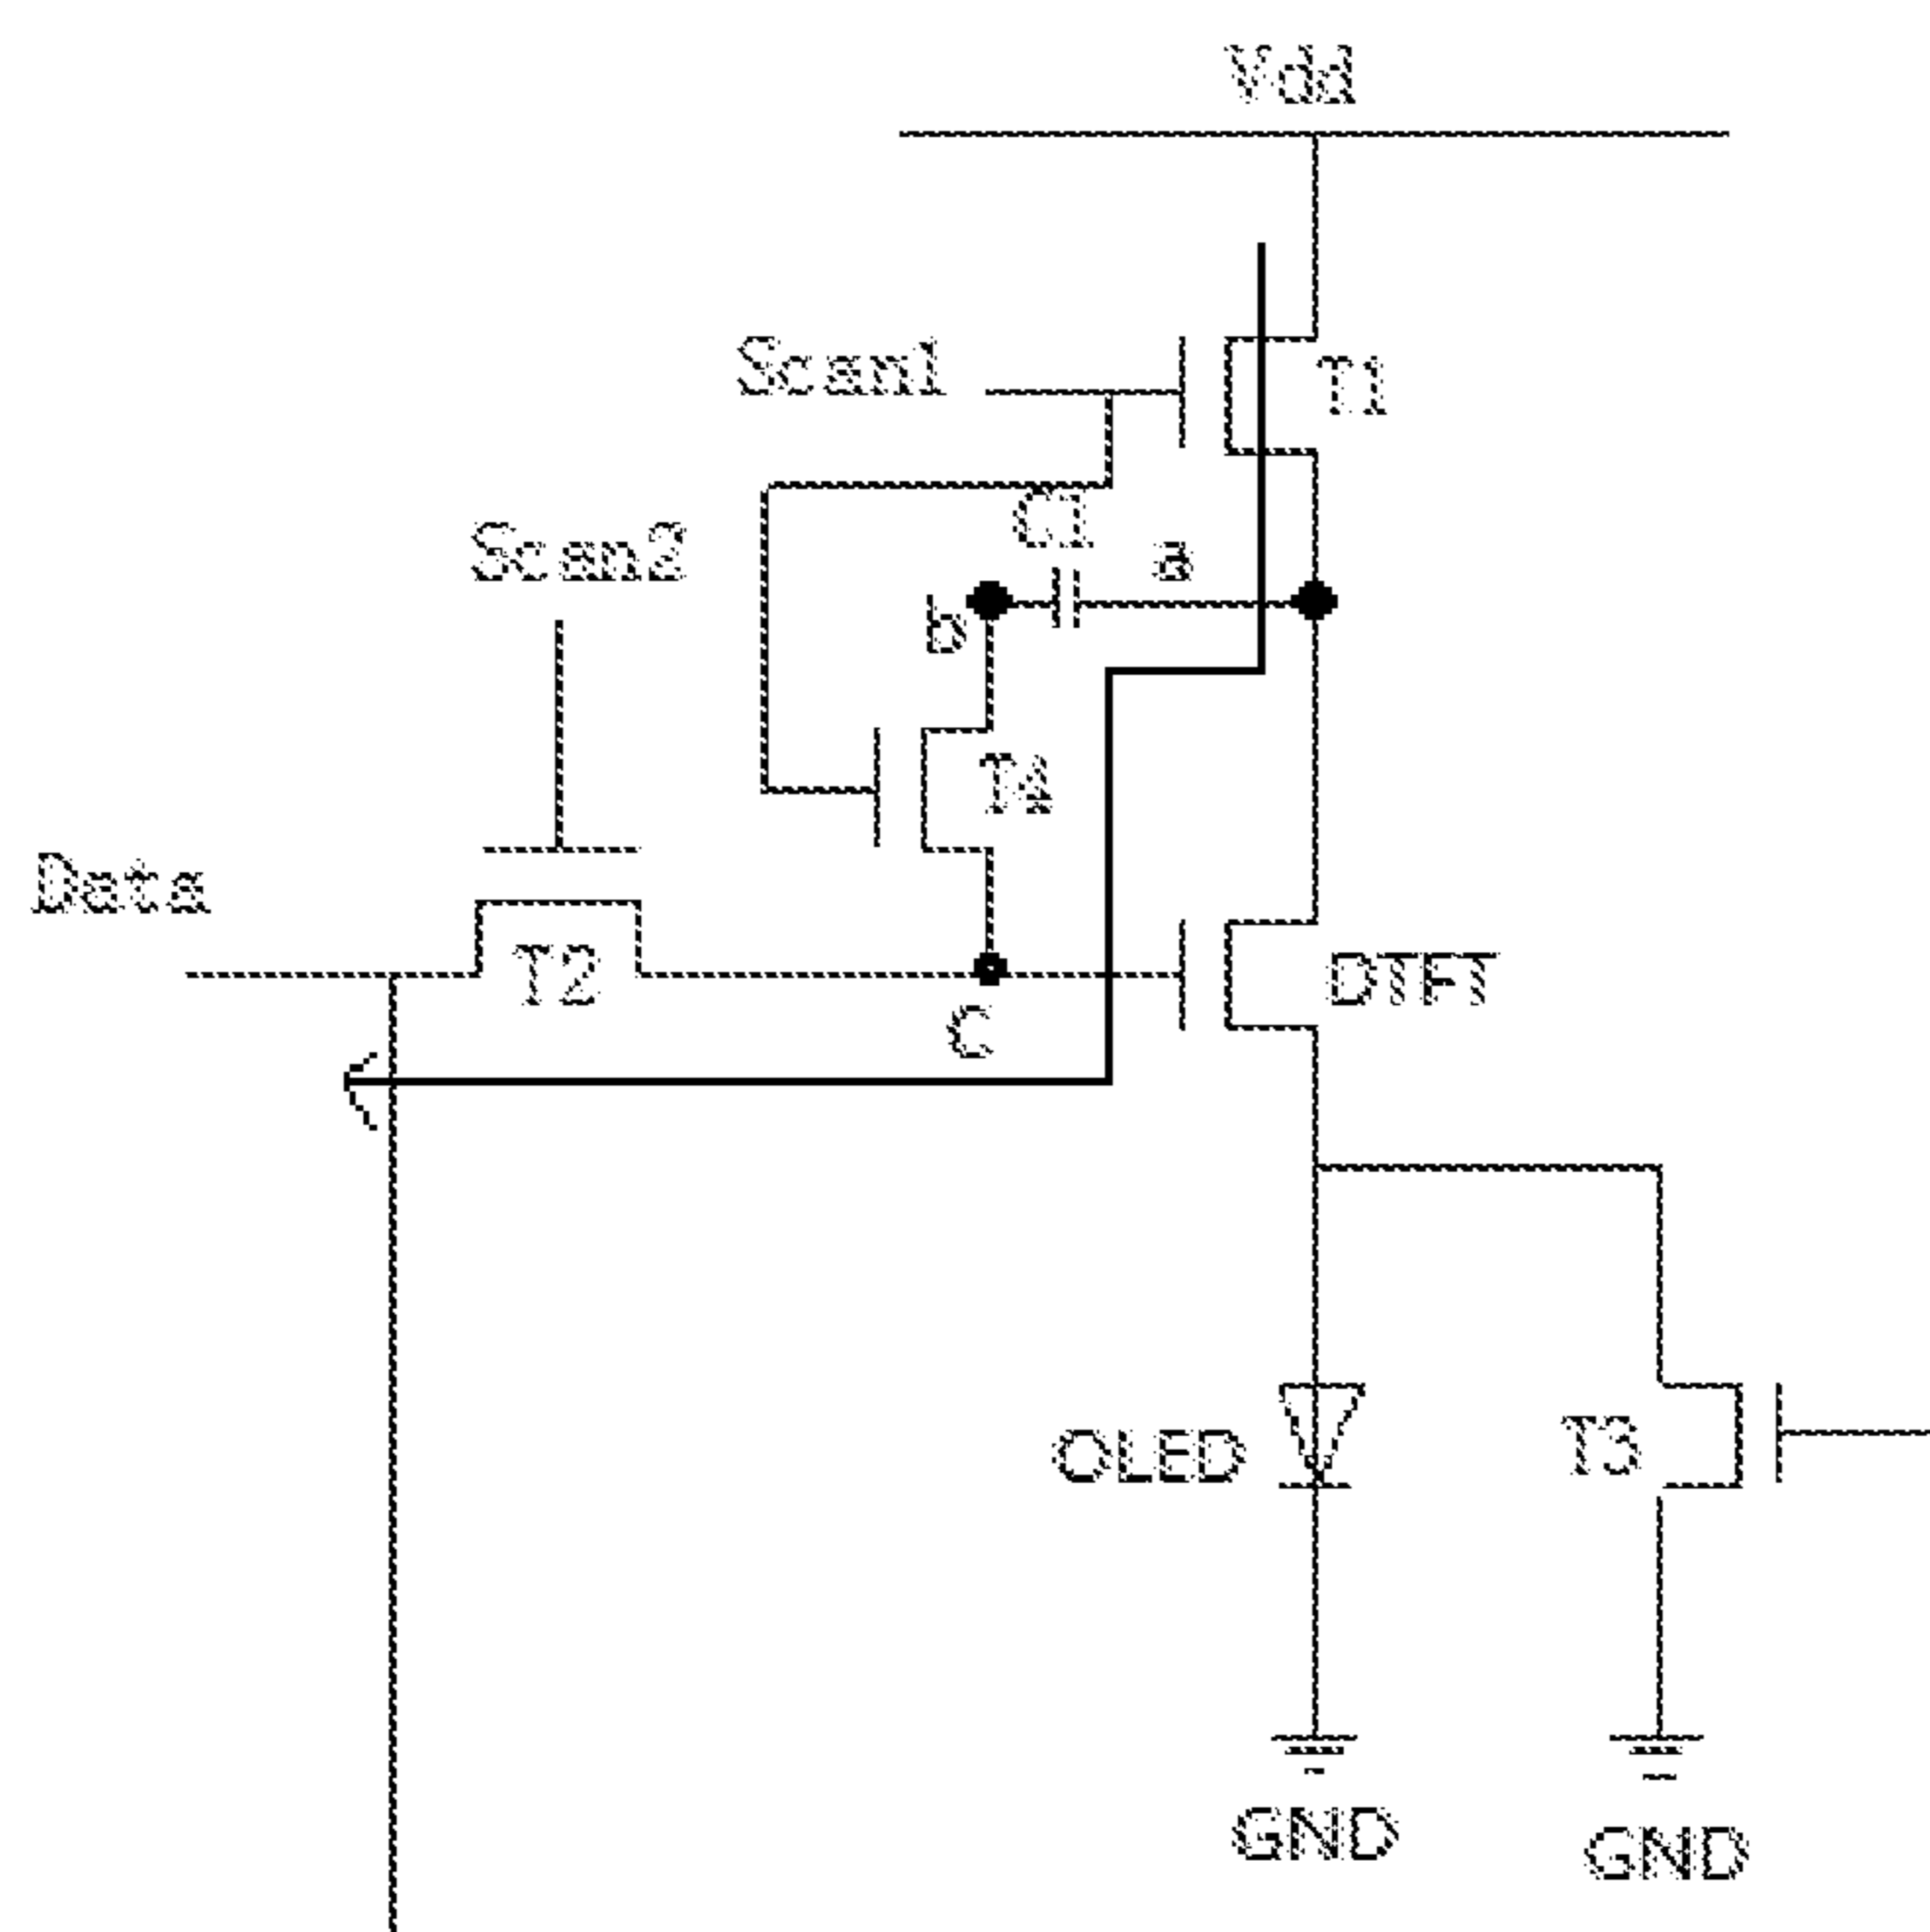 Vdd
Scan1
T1
C1
Scan2
a
b
T4
Data
T2
DTFT
C
OLED
T3
GND
GND